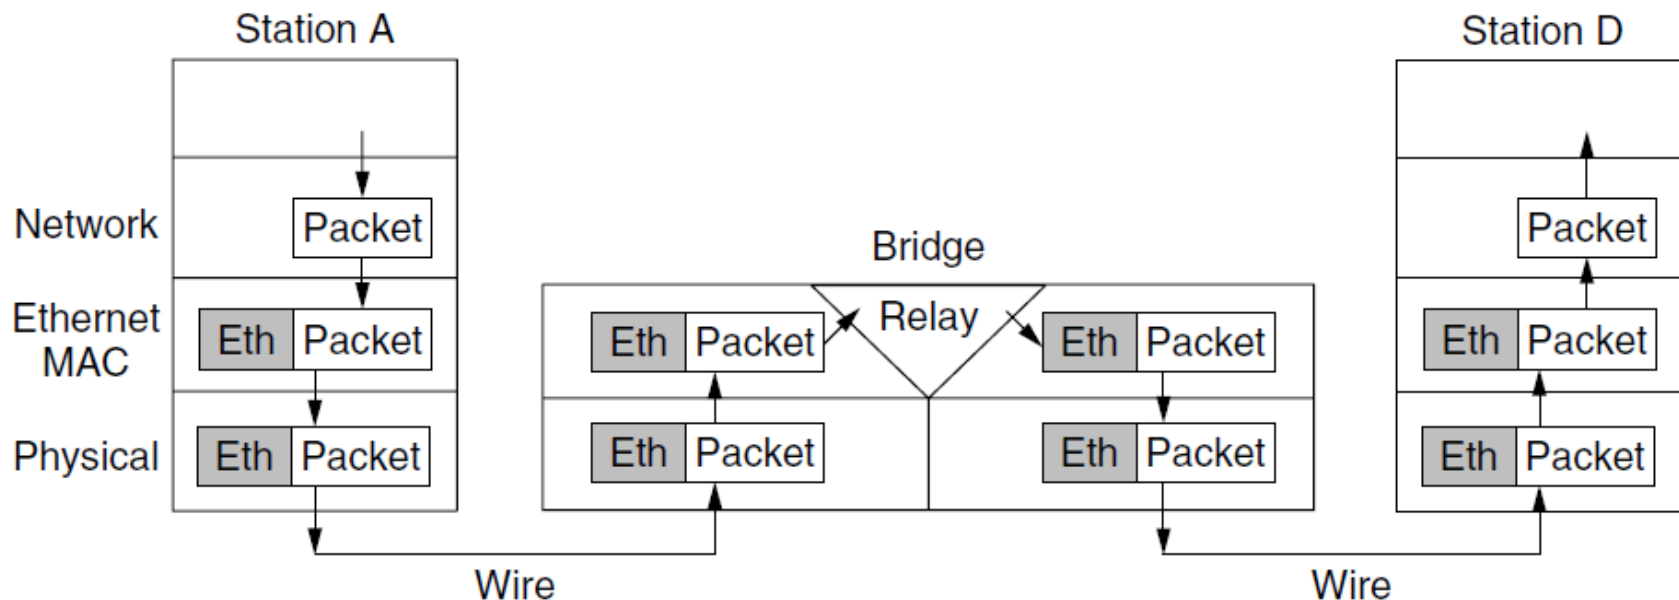 Station A
Station D
Network
Packet
Packet
Bridge
Ethernet
MAC
Eth Packet
Eth Packet
Relay
Eth Packet
Eth Packet
Physical
Eth Packet
Eth Packet
Eth Packet
Eth Packet
Wire
Wire